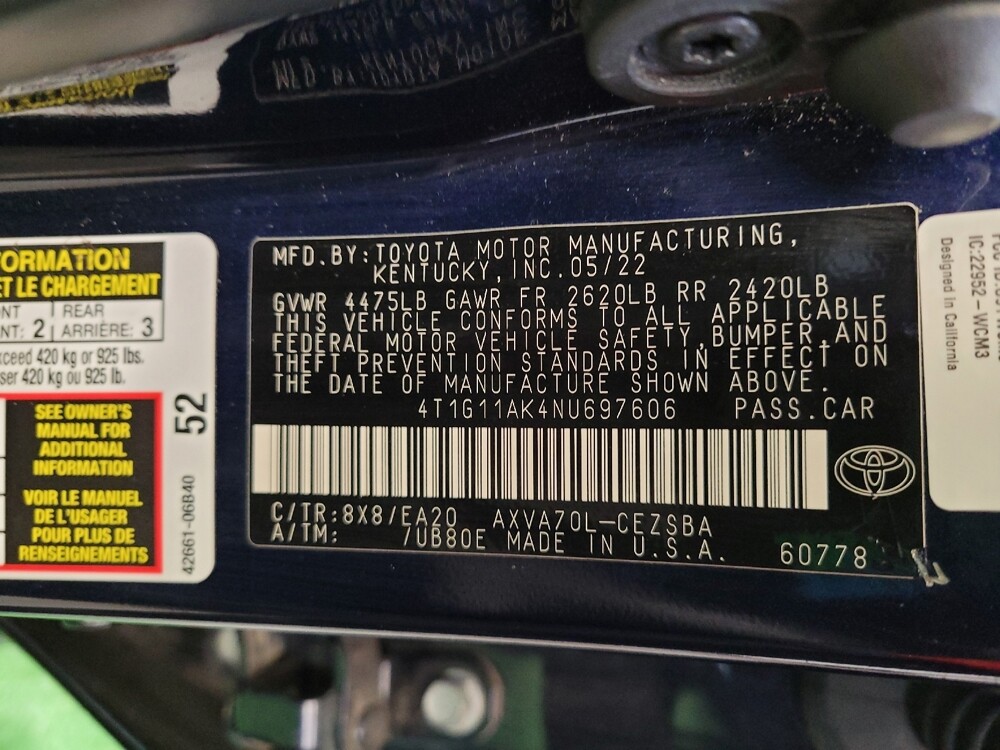 FORMATION
ET LE CHARGEMENT
REAR
2 ARRIÈRE: 3
exceed 420 kg or 925 lbs.
ser 420 kg ou 925 lb.
SEE OWNER'S
MANUAL FOR
ADDITIONAL
INFORMATION
VOIR LE MANUEL
DE L'USAGER
POUR PLUS DE
RENSEIGNEMENTS
52
42661-06B40
MFD.BY:TOYOTA MOTOR MANUFACTURING,
KENTUCKY,INC.05/22
GVWR 4475LB GAWR FR 2620LB RR 2420LB
THIS VEHICLE CONFORMS TO ALL APPLICABLE
FEDERAL MOTOR VEHICLE SAFETY,BUMPER,AND
THEFT PREVENTION STANDARDS IN EFFECT ON
THE DATE OF MANUFACTURE SHOWN ABOVE.
4T1G11AK4NU697606 PASS.CAR
C/TR:8X8/EA20 AXVA70L-CEZSBA
A/TM: /UB80E MADE IN U.S.A. 60778
IC:22952-WCM3
Designed in California